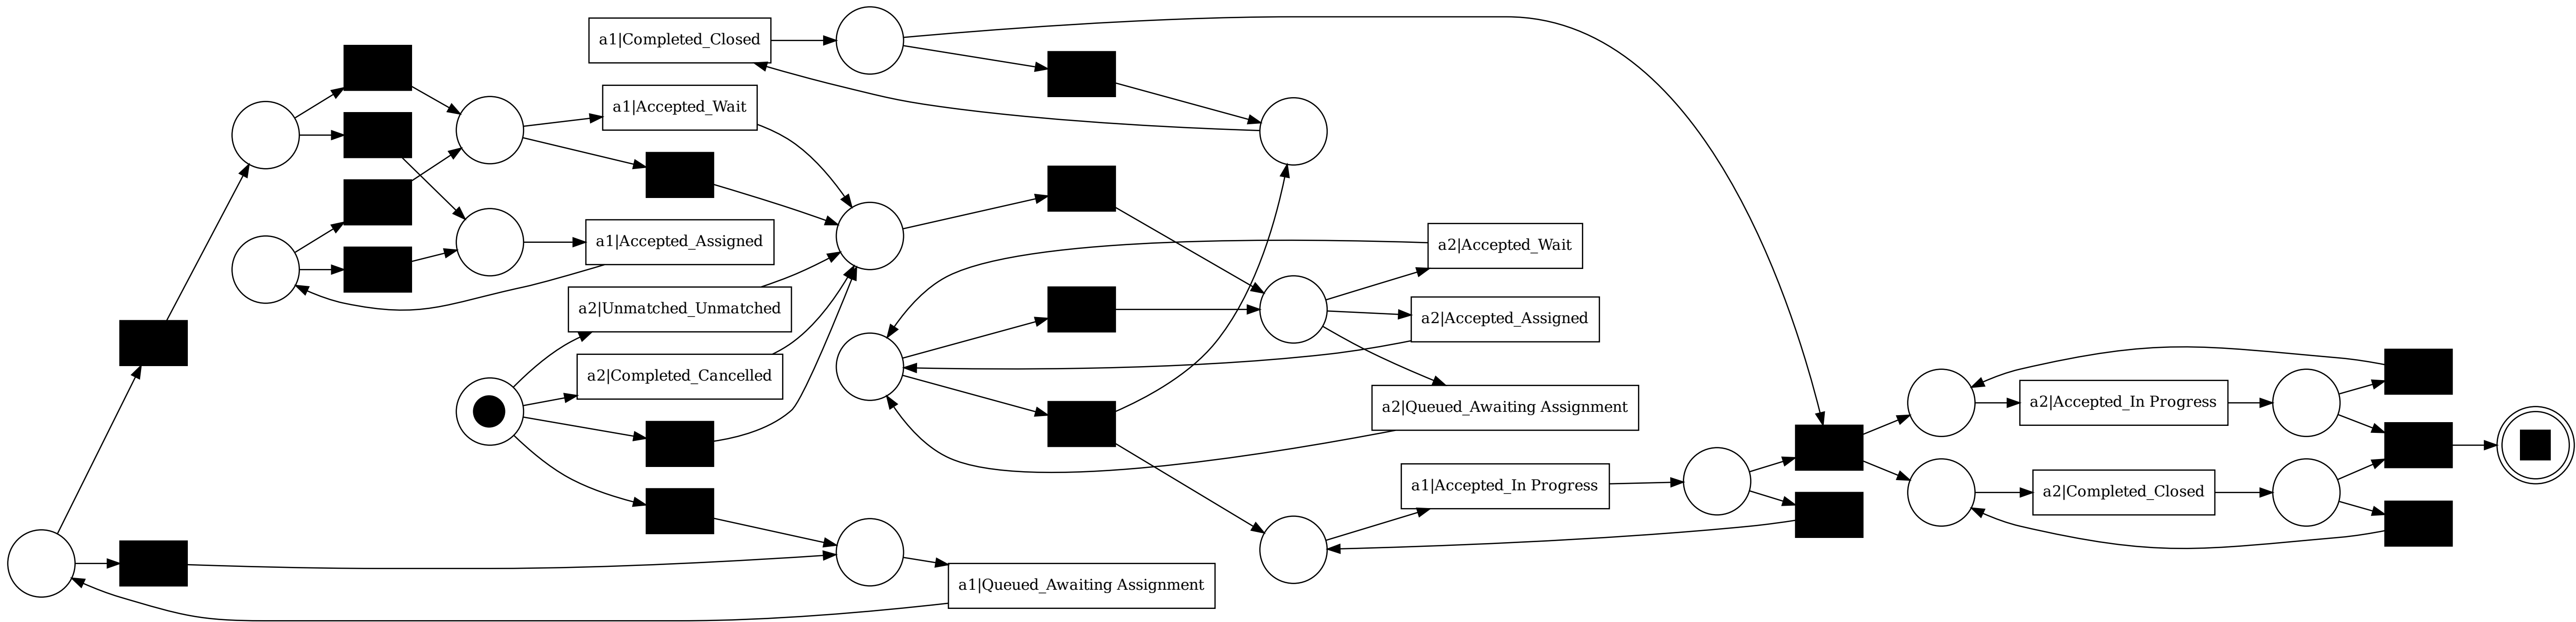 a1|Completed_Closed
a1|Accepted_Wait
a1|Accepted_Assigned
a2|Unmatched_Unmatched
a2|Completed_Cancelled
a2|Accepted_Wait
a2|Accepted_Assigned
a2|Queued_Awaiting Assignment
a1|Accepted_In Progress
a1|Queued_Awaiting Assignment
a2|Accepted_In Progress
a2|Completed_Closed